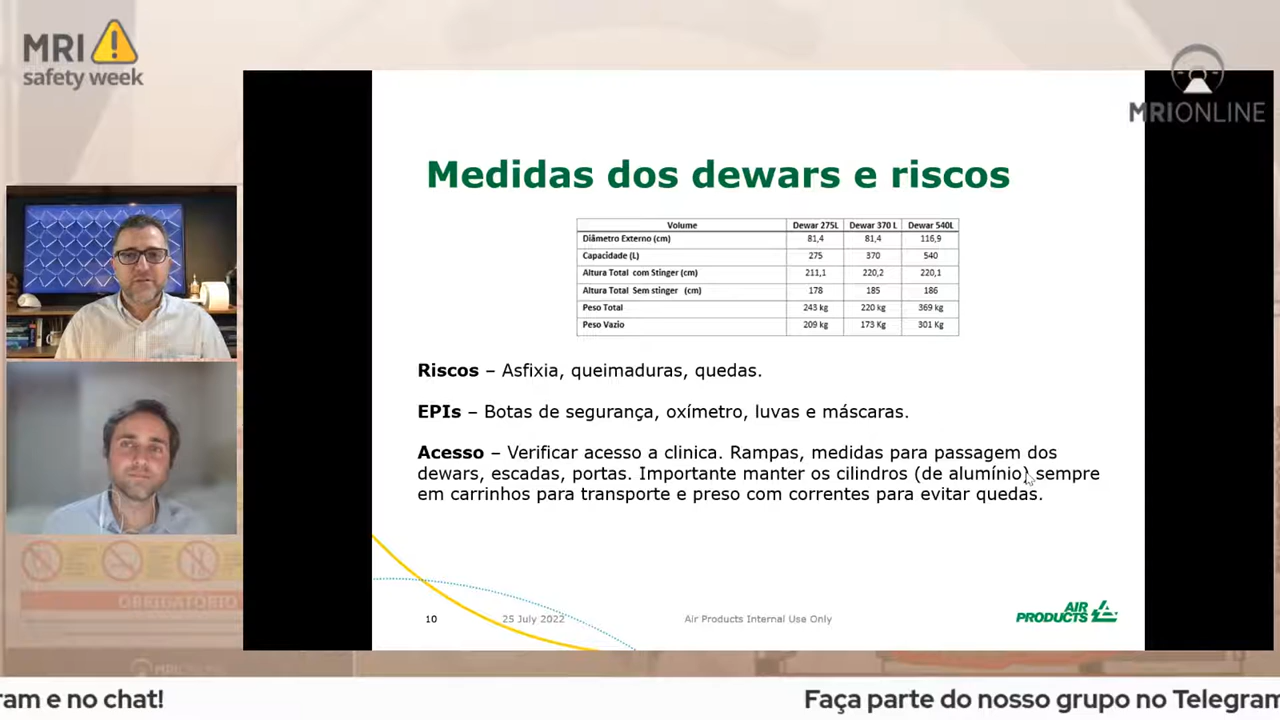 MRI
safety week
MRIONLINE
Medidas dos dewars e riscos
Volume Dewar 275L Dewar 370 L Dewar 540L
Diâmetro Externo (cm) 81,4 81,4 116,9
Capacidade (L) 275 370 540
Altura Total com Stinger (cm) 211,1 220,2 220,1
Altura Total Sem stinger (cm) 178 185 186
Peso Total 243 kg 220 kg 369 kg
Peso Vazio 209 kg 173 Kg 301 Kg
Riscos – Asfixia, queimaduras, quedas.
EPIs – Botas de segurança, oxímetro, luvas e máscaras.
Acesso – Verificar acesso a clinica. Rampas, medidas para passagem dos
dewars, escadas, portas. Importante manter os cilindros (de alumínio) sempre
em carrinhos para transporte e preso com correntes para evitar quedas.
OBRIGATÓRIO
10 25 July 2022 Air Products Internal Use Only
AIR
PRODUCTS
ram e no chat! Faça parte do nosso grupo no Telegram